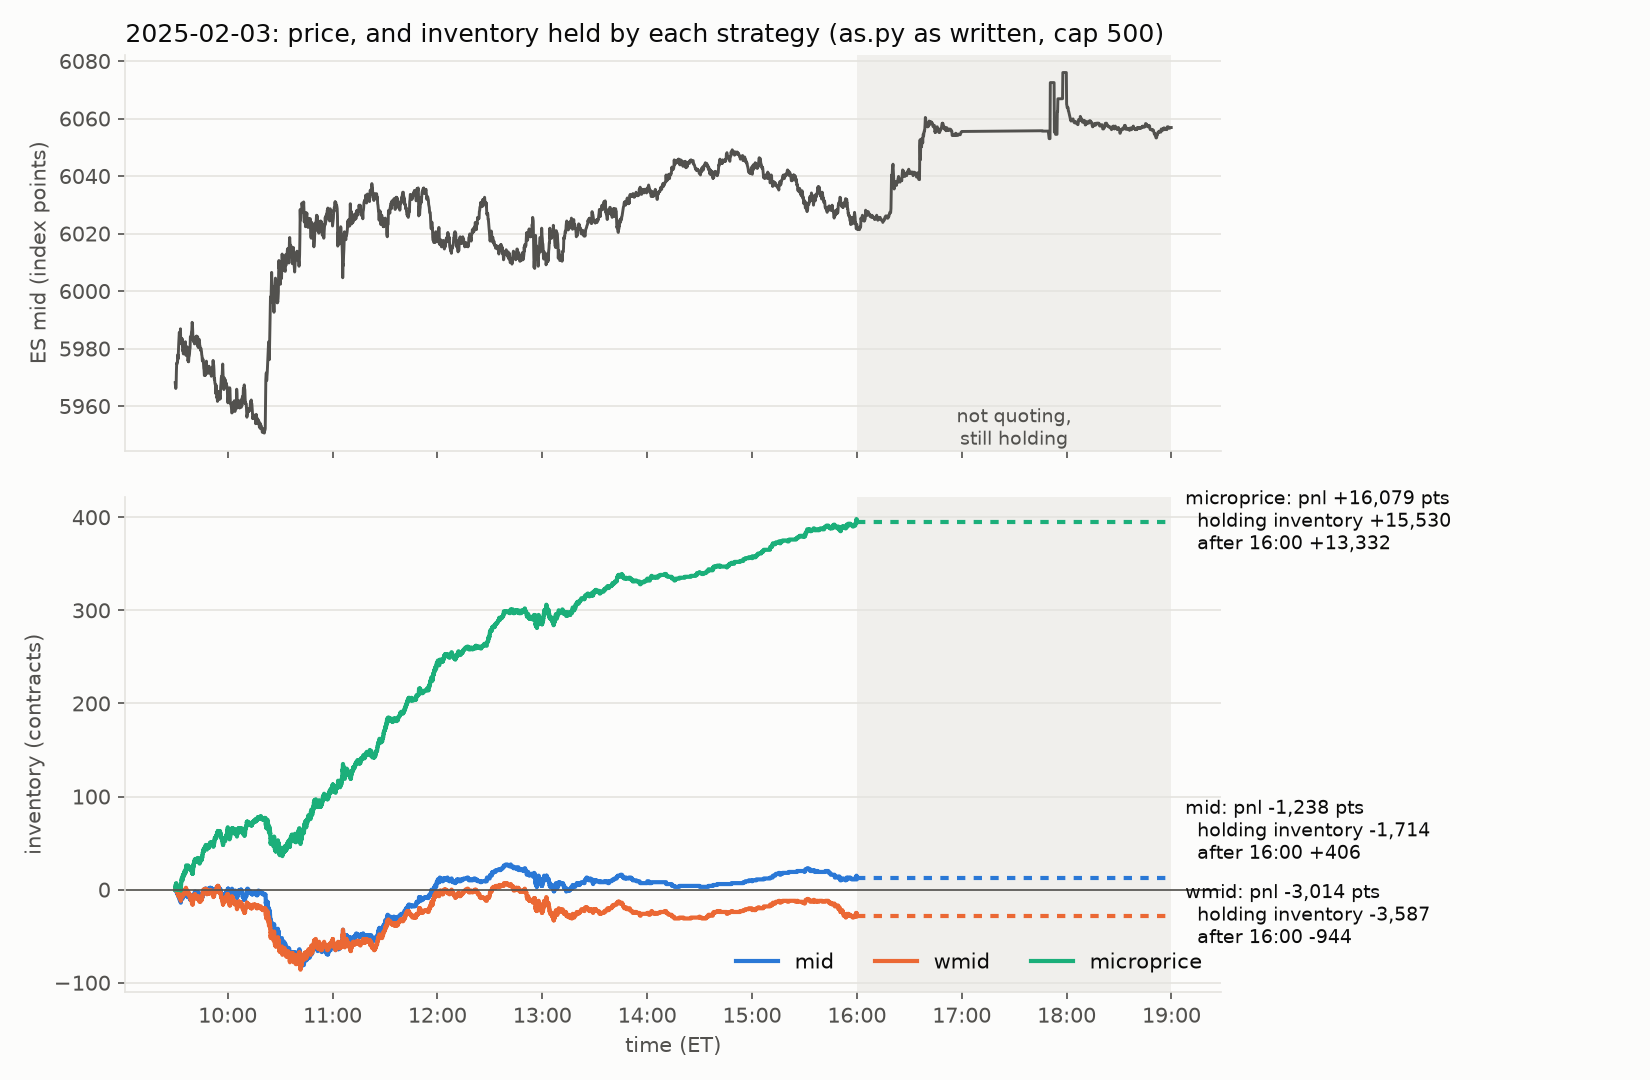 2025-02-03: price, and inventory held by each strategy (as.py as written, cap 500)
ES mid (index points)
6080
6060
6040
6020
6000
5980
5960
not quoting,
still holding
inventory (contracts)
400
300
200
100
0
−100
microprice: pnl +16,079 pts
holding inventory +15,530
after 16:00 +13,332
mid: pnl -1,238 pts
holding inventory -1,714
after 16:00 +406
wmid: pnl -3,014 pts
holding inventory -3,587
after 16:00 -944
mid
wmid
microprice
10:00
11:00
12:00
13:00
14:00
15:00
16:00
17:00
18:00
19:00
time (ET)